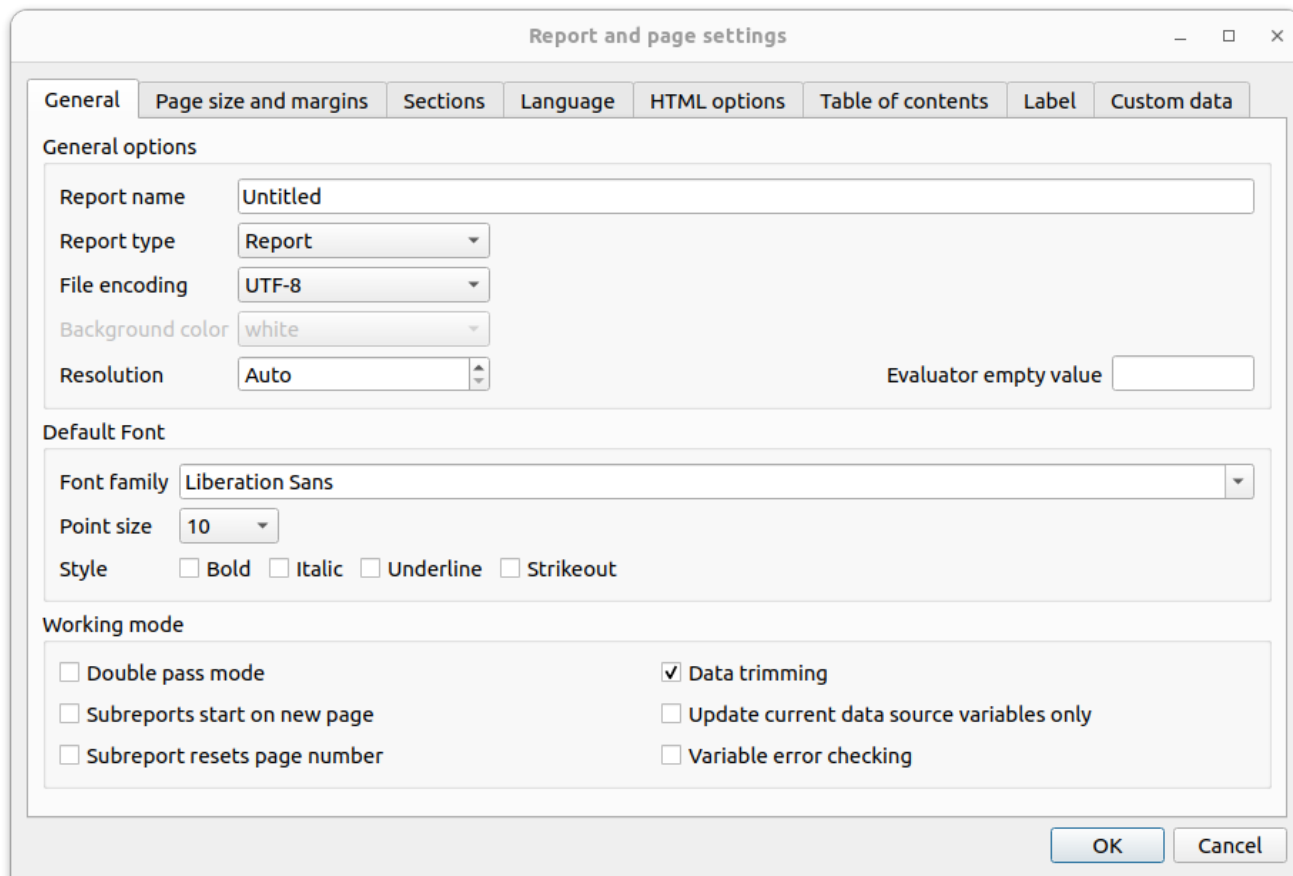 Report and page settings
General Page size and margins Sections Language HTML options Table of contents Label Custom data
General options
Report name Untitled
Report type Report
File encoding UTF-8
Background color white
Resolution Auto Evaluator empty value
Default Font
Font family Liberation Sans
Point size 10
Style Bold Italic Underline Strikeout
Working mode
Double pass mode Data trimming
Subreports start on new page Update current data source variables only
Subreport resets page number Variable error checking
OK Cancel